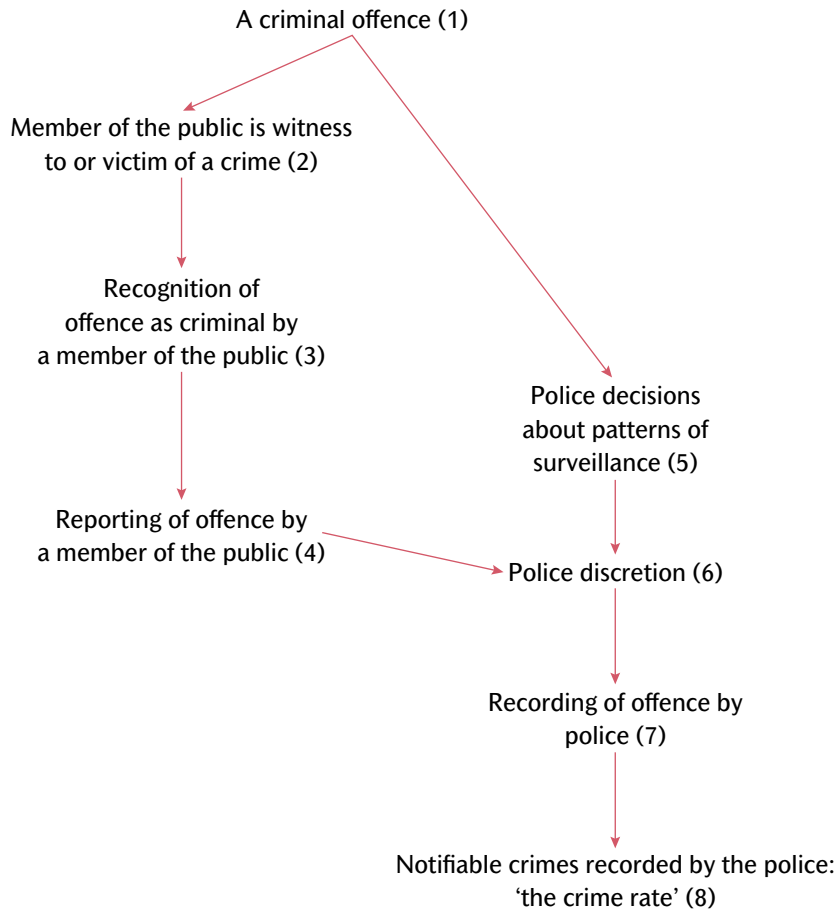 A criminal offence (1)
Member of the public is witness
to or victim of a crime (2)
Recognition of
offence as criminal by
a member of the public (3)
Police decisions
about patterns of
surveillance (5)
Reporting of offence by
a member of the public (4)
Police discretion (6)
Recording of offence by
police (7)
Notifiable crimes recorded by the police:
‘the crime rate’ (8)